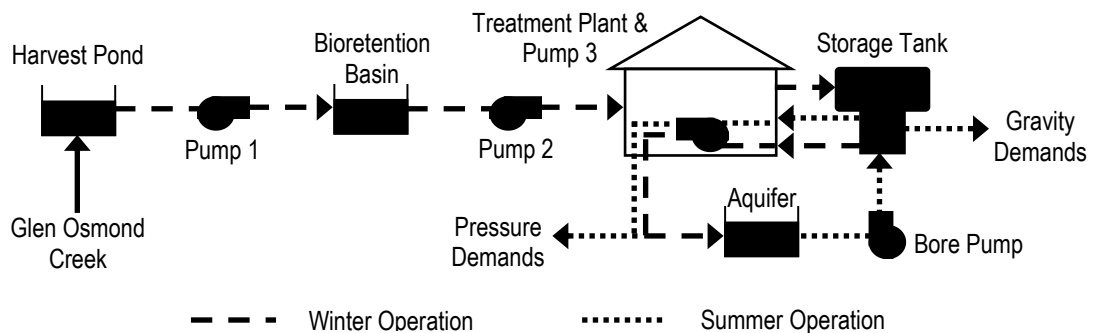 Harvest Pond
Bioretention
Basin
Treatment Plant &
Pump 3
Storage Tank
Pump 1
Pump 2
Gravity
Demands
Glen Osmond
Creek
Pressure
Demands
Aquifer
Bore Pump
Winter Operation
Summer Operation